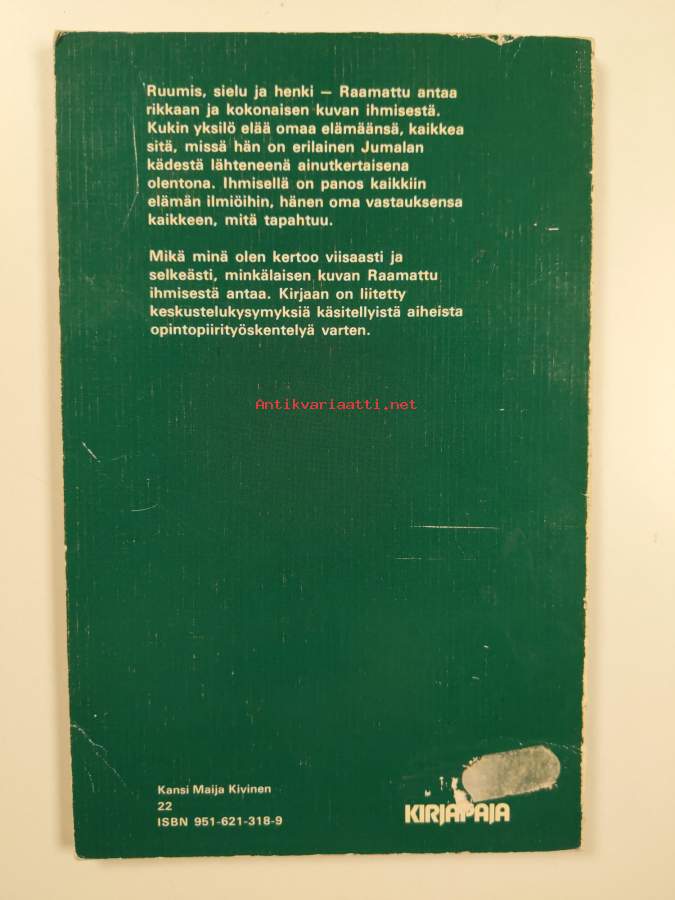 Ruumis, sielu ja henki — Raamattu antaa
rikkaan ja kokonaisen kuvan ihmisestä.
Kukin yksilö elää omaa elämäänsä, kaikkea
sitä, missä hän on erilainen Jumalan
kädestä lähteneenä ainutkertaisena
olentona. Ihmisellä on panos kaikkiin
elämän ilmiöihin, hänen oma vastauksensa
kaikkeen, mitä tapahtuu.
Mikä minä olen kertoo viisaasti ja
selkeästi, minkälaisen kuvan Raamattu
ihmisestä antaa. Kirjaan on liitetty
keskustelukysymyksiä käsitellyistä aiheista
opintopiirityöskentelyä varten.
Antikvariaatti.net
Kansi Maija Kivinen
22
ISBN 951-621-318-9
KIRJAPAJA